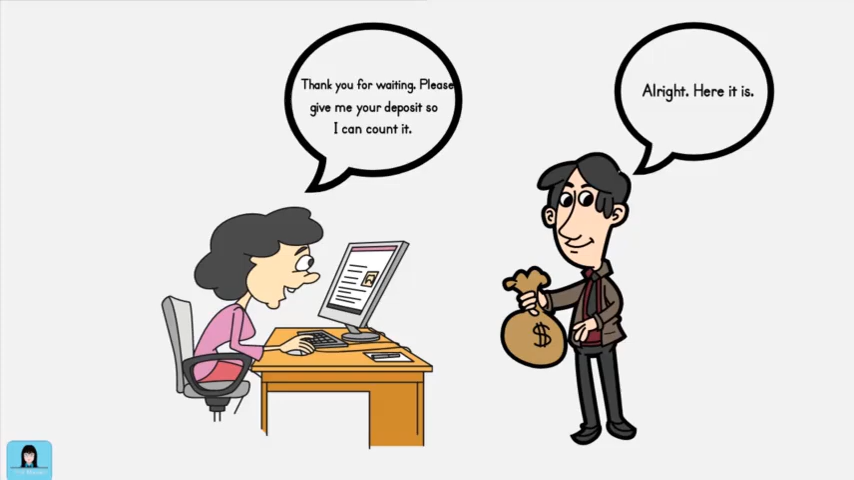 Thank you for waiting. Please
give me your deposit so
I can count it.
Alright. Here it is.
$